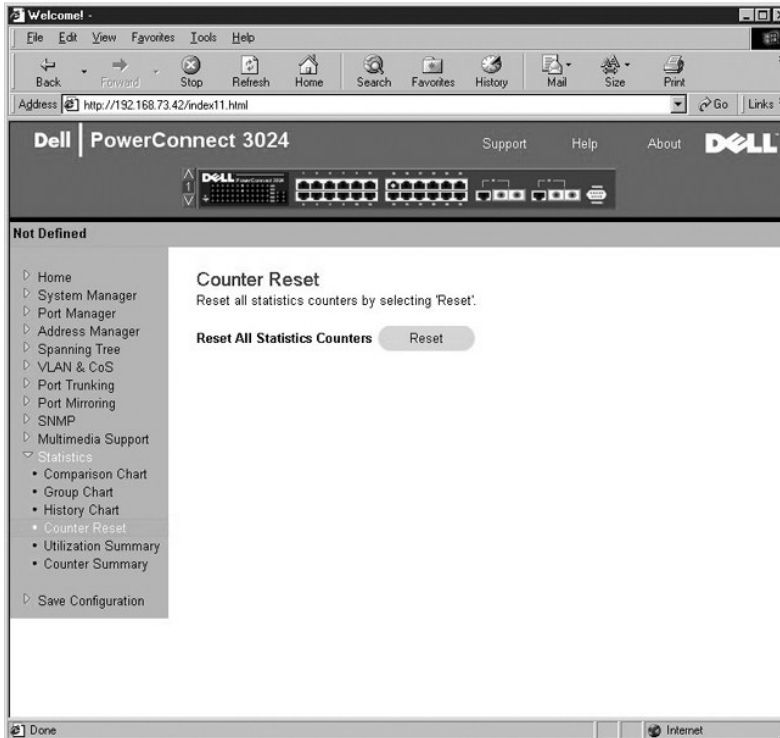 Welcome! -
File Edit View Favorites Tools Help
Back Forward Stop Refresh Home Search Favorites History Mail Size Print
Address http://192.168.73.42/index11.html Go Links
Dell | PowerConnect 3024 Support Help About DELL
DELL
1
Not Defined
Home
System Manager
Port Manager
Address Manager
Spanning Tree
VLAN & CoS
Port Trunking
Port Mirroring
SNMP
Multimedia Support
Statistics
• Comparison Chart
• Group Chart
• History Chart
• Counter Reset
• Utilization Summary
• Counter Summary
Save Configuration
Counter Reset
Reset all statistics counters by selecting 'Reset'.
Reset All Statistics Counters Reset
Done Internet